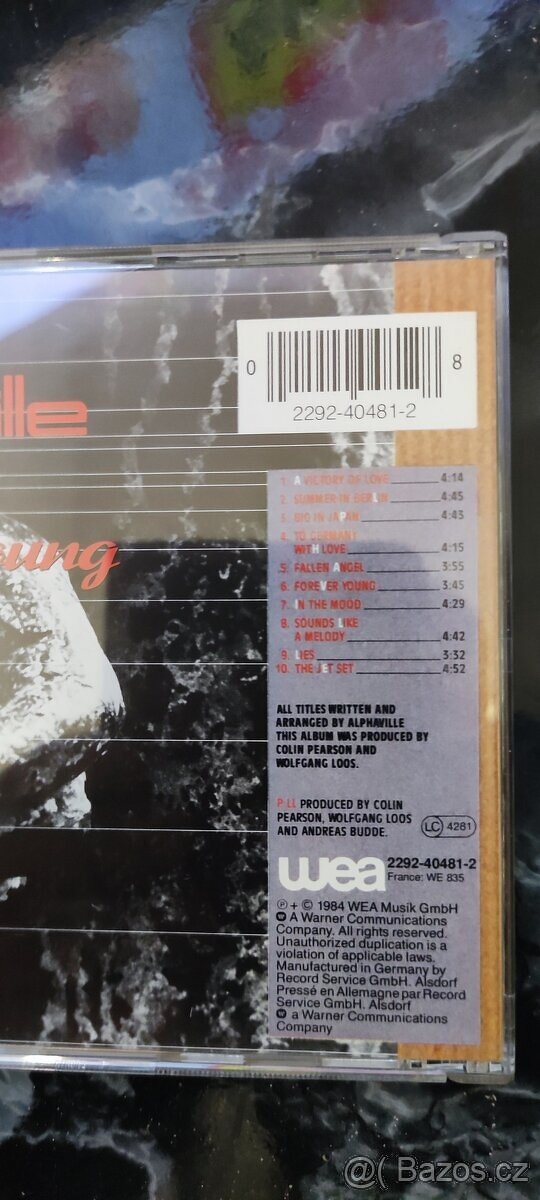 0
8
2292-40481-2
ille
oung
1. A VICTORY OF LOVE 4:14
2. SUMMER IN BERLIN 4:45
3. BIG IN JAPAN 4:43
4. TO GERMANY
WITH LOVE 4:15
5. FALLEN ANGEL 3:55
6. FOREVER YOUNG 3:45
7. IN THE MOOD 4:29
8. SOUNDS LIKE
A MELODY 4:42
9. LIES 3:32
10. THE JET SET 4:52
ALL TITLES WRITTEN AND
ARRANGED BY ALPHAVILLE
THIS ALBUM WAS PRODUCED BY
COLIN PEARSON AND
WOLFGANG LOOS.
P LL PRODUCED BY COLIN
PEARSON, WOLFGANG LOOS
AND ANDREAS BUDDE.
LC 4281
wea 2292-40481-2
France: WE 835
℗ + © 1984 WEA Musik GmbH
A Warner Communications
Company. All rights reserved.
Unauthorized duplication is a
violation of applicable laws.
Manufactured in Germany by
Record Service GmbH. Alsdorf
Pressé en Allemagne par Record
Service GmbH. Alsdorf
a Warner Communications
Company
@( Bazos.cz